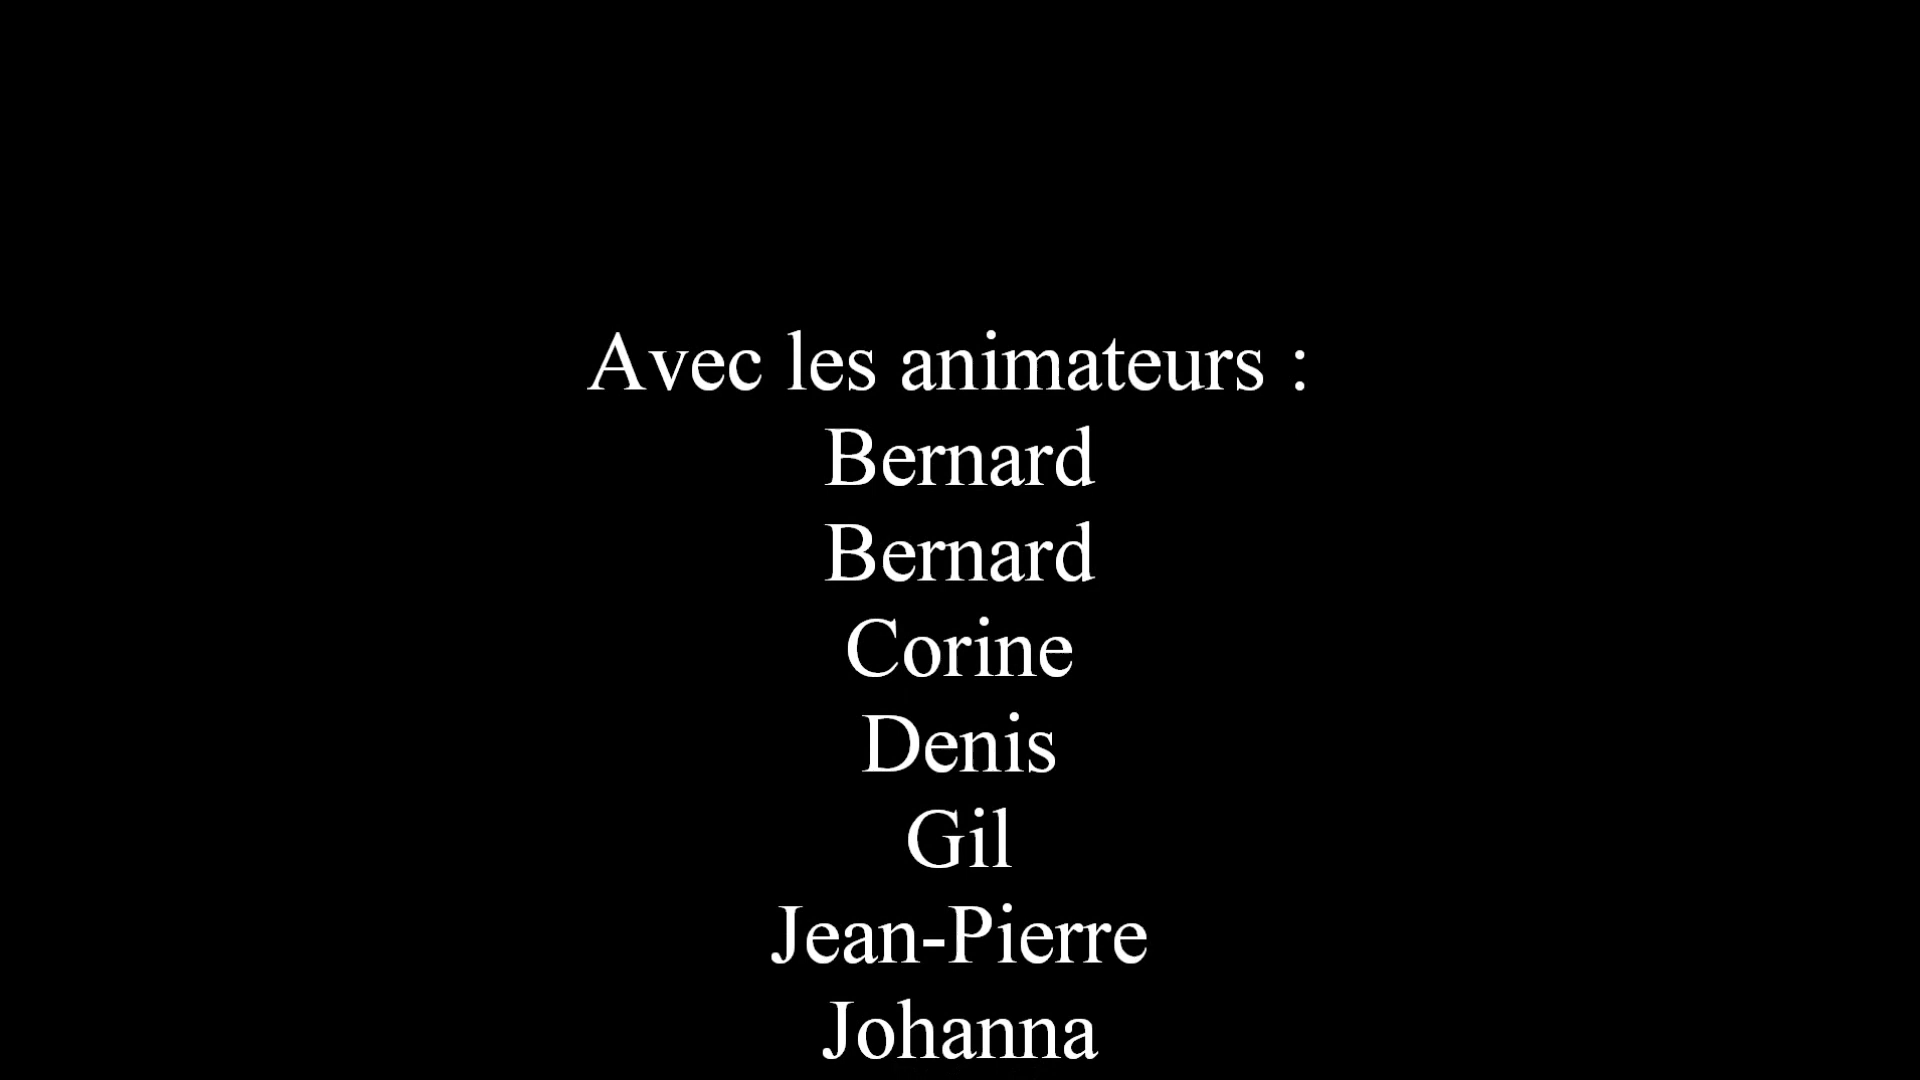 Avec les animateurs :
Bernard
Bernard
Corine
Denis
Gil
Jean-Pierre
Johanna